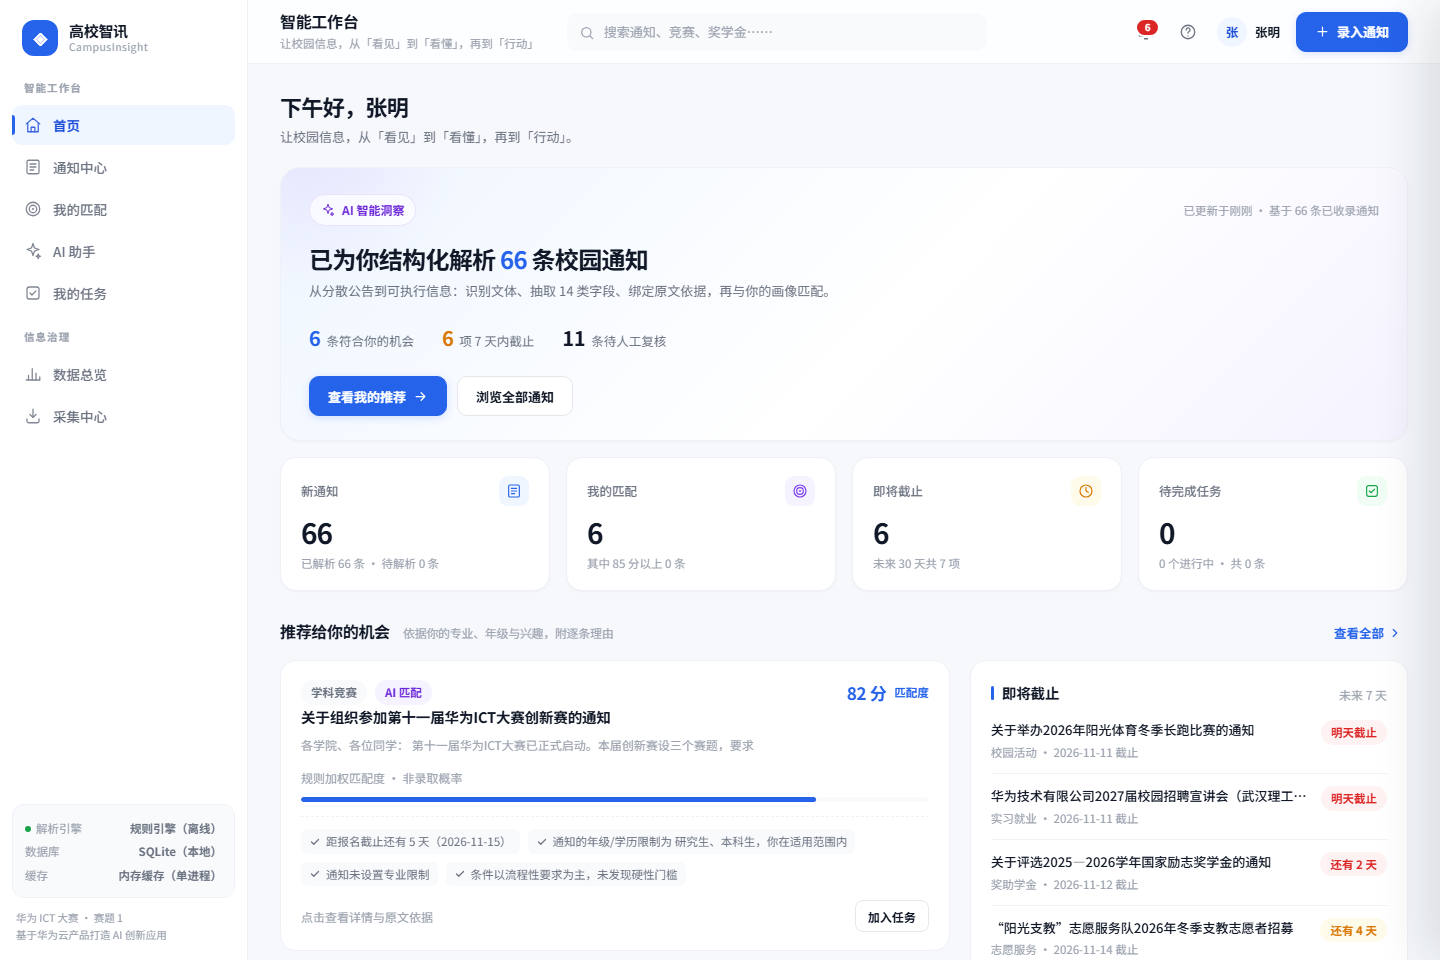 高校智讯
CampusInsight
智能工作台
首页
通知中心
我的匹配
AI 助手
我的任务
信息治理
数据总览
采集中心
解析引擎 规则引擎（离线）
数据库 SQLite（本地）
缓存 内存缓存（单进程）
华为 ICT 大赛 · 赛题 1
基于华为云产品打造 AI 创新应用
智能工作台
让校园信息，从「看见」到「看懂」，再到「行动」
搜索通知、竞赛、奖学金……
6
张 张明
录入通知
下午好，张明
让校园信息，从「看见」到「看懂」，再到「行动」。
AI 智能洞察
已更新于刚刚 · 基于 66 条已收录通知
已为你结构化解析 66 条校园通知
从分散公告到可执行信息：识别文体、抽取 14 类字段、绑定原文依据，再与你的画像匹配。
6 条符合你的机会 6 项 7 天内截止 11 条待人工复核
查看我的推荐 → 浏览全部通知
新通知
66
已解析 66 条 · 待解析 0 条
我的匹配
6
其中 85 分以上 0 条
即将截止
6
未来 30 天共 7 项
待完成任务
0
0 个进行中 · 共 0 条
推荐给你的机会 依据你的专业、年级与兴趣，附逐条理由
查看全部
学科竞赛 AI 匹配 82 分 匹配度
关于组织参加第十一届华为ICT大赛创新赛的通知
各学院、各位同学： 第十一届华为ICT大赛已正式启动。本届创新赛设三个赛题，要求
规则加权匹配度 · 非录取概率
距报名截止还有 5 天（2026-11-15） 通知的年级/学历限制为 研究生、本科生，你在适用范围内
通知未设置专业限制 条件以流程性要求为主，未发现硬性门槛
点击查看详情与原文依据 加入任务
即将截止 未来 7 天
关于举办2026年阳光体育冬季长跑比赛的通知 明天截止
校园活动 · 2026-11-11 截止
华为技术有限公司2027届校园招聘宣讲会（武汉理工… 明天截止
实习就业 · 2026-11-11 截止
关于评选2025—2026学年国家励志奖学金的通知 还有 2 天
奖助学金 · 2026-11-12 截止
“阳光支教”志愿服务队2026年冬季支教志愿者招募 还有 4 天
志愿服务 · 2026-11-14 截止